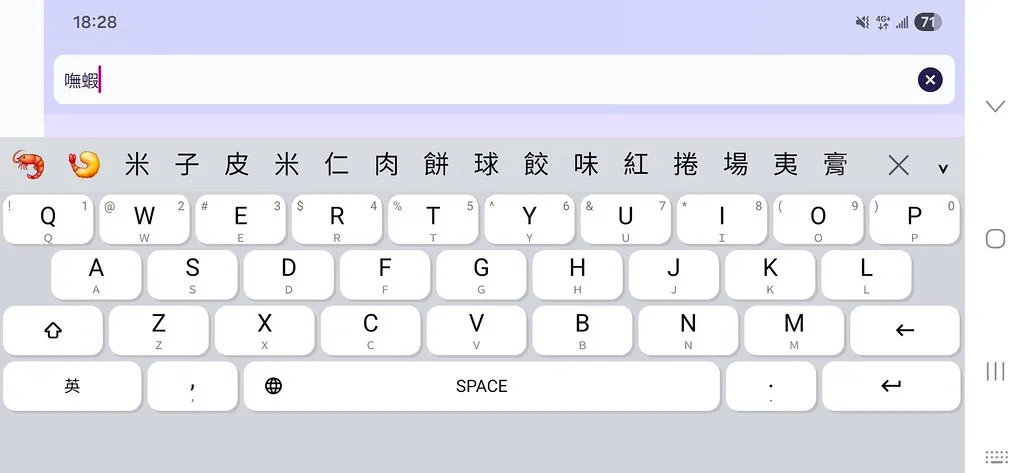 18:28 4G+ 71
嘸蝦
🦐 🍤 米 子 皮 米 仁 肉 餅 球 餃 味 紅 捲 場 夷 膏
! Q 1 @ W 2 # E 3 $ R 4 % T 5 ^ Y 6 & U 7 * I 8 ( O 9 ) P 0
Q W E R T Y U I O P
A S D F G H J K L
A S D F G H J K L
Z X C V B N M
Z X C V B N M
英 , SPACE .
, .